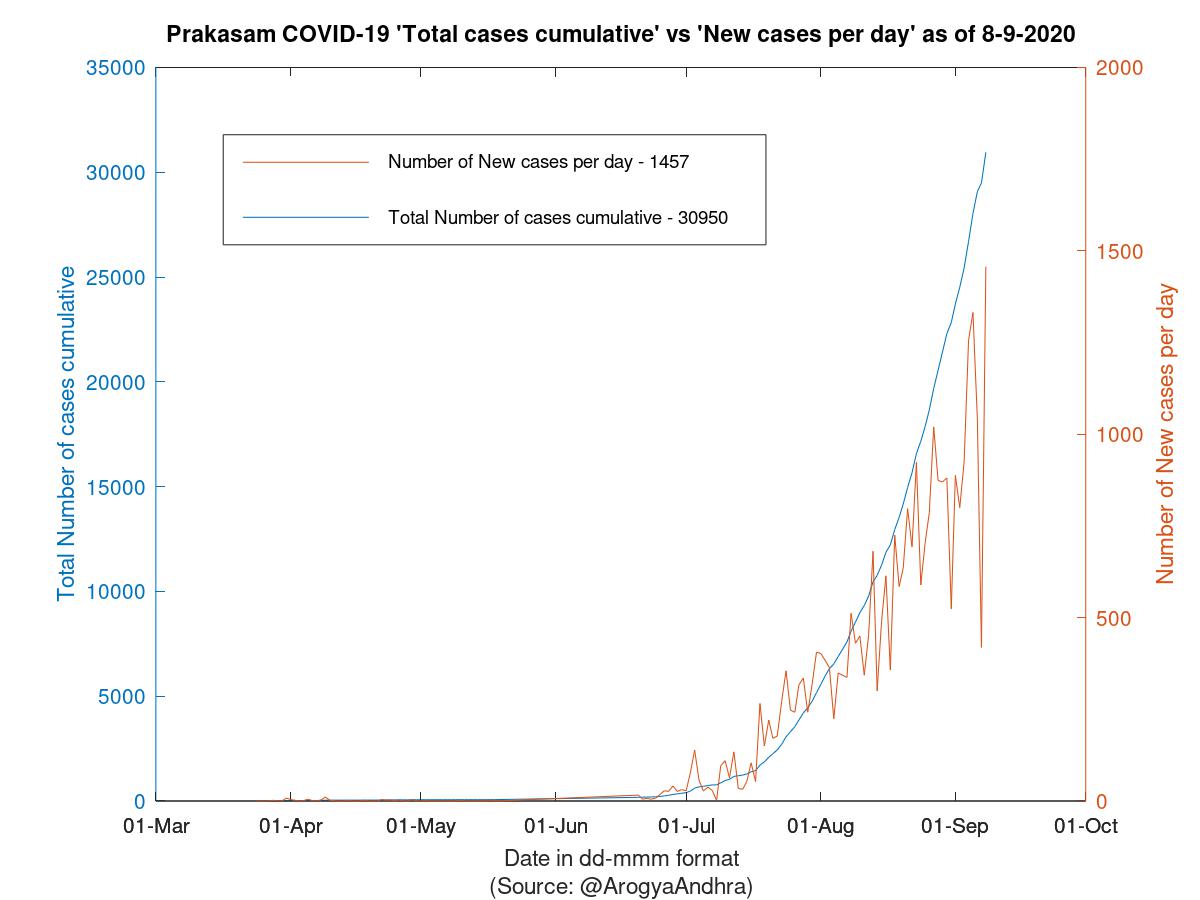 Prakasam COVID-19 'Total cases cumulative' vs 'New cases per day' as of 8-9-2020
35000
30000
25000
20000
15000
10000
5000
0
Total Number of cases cumulative
Number of New cases per day - 1457
Total Number of cases cumulative - 30950
2000
1500
1000
500
0
Number of New cases per day
01-Mar 01-Apr 01-May 01-Jun 01-Jul 01-Aug 01-Sep 01-Oct
Date in dd-mmm format
(Source: @ArogyaAndhra)